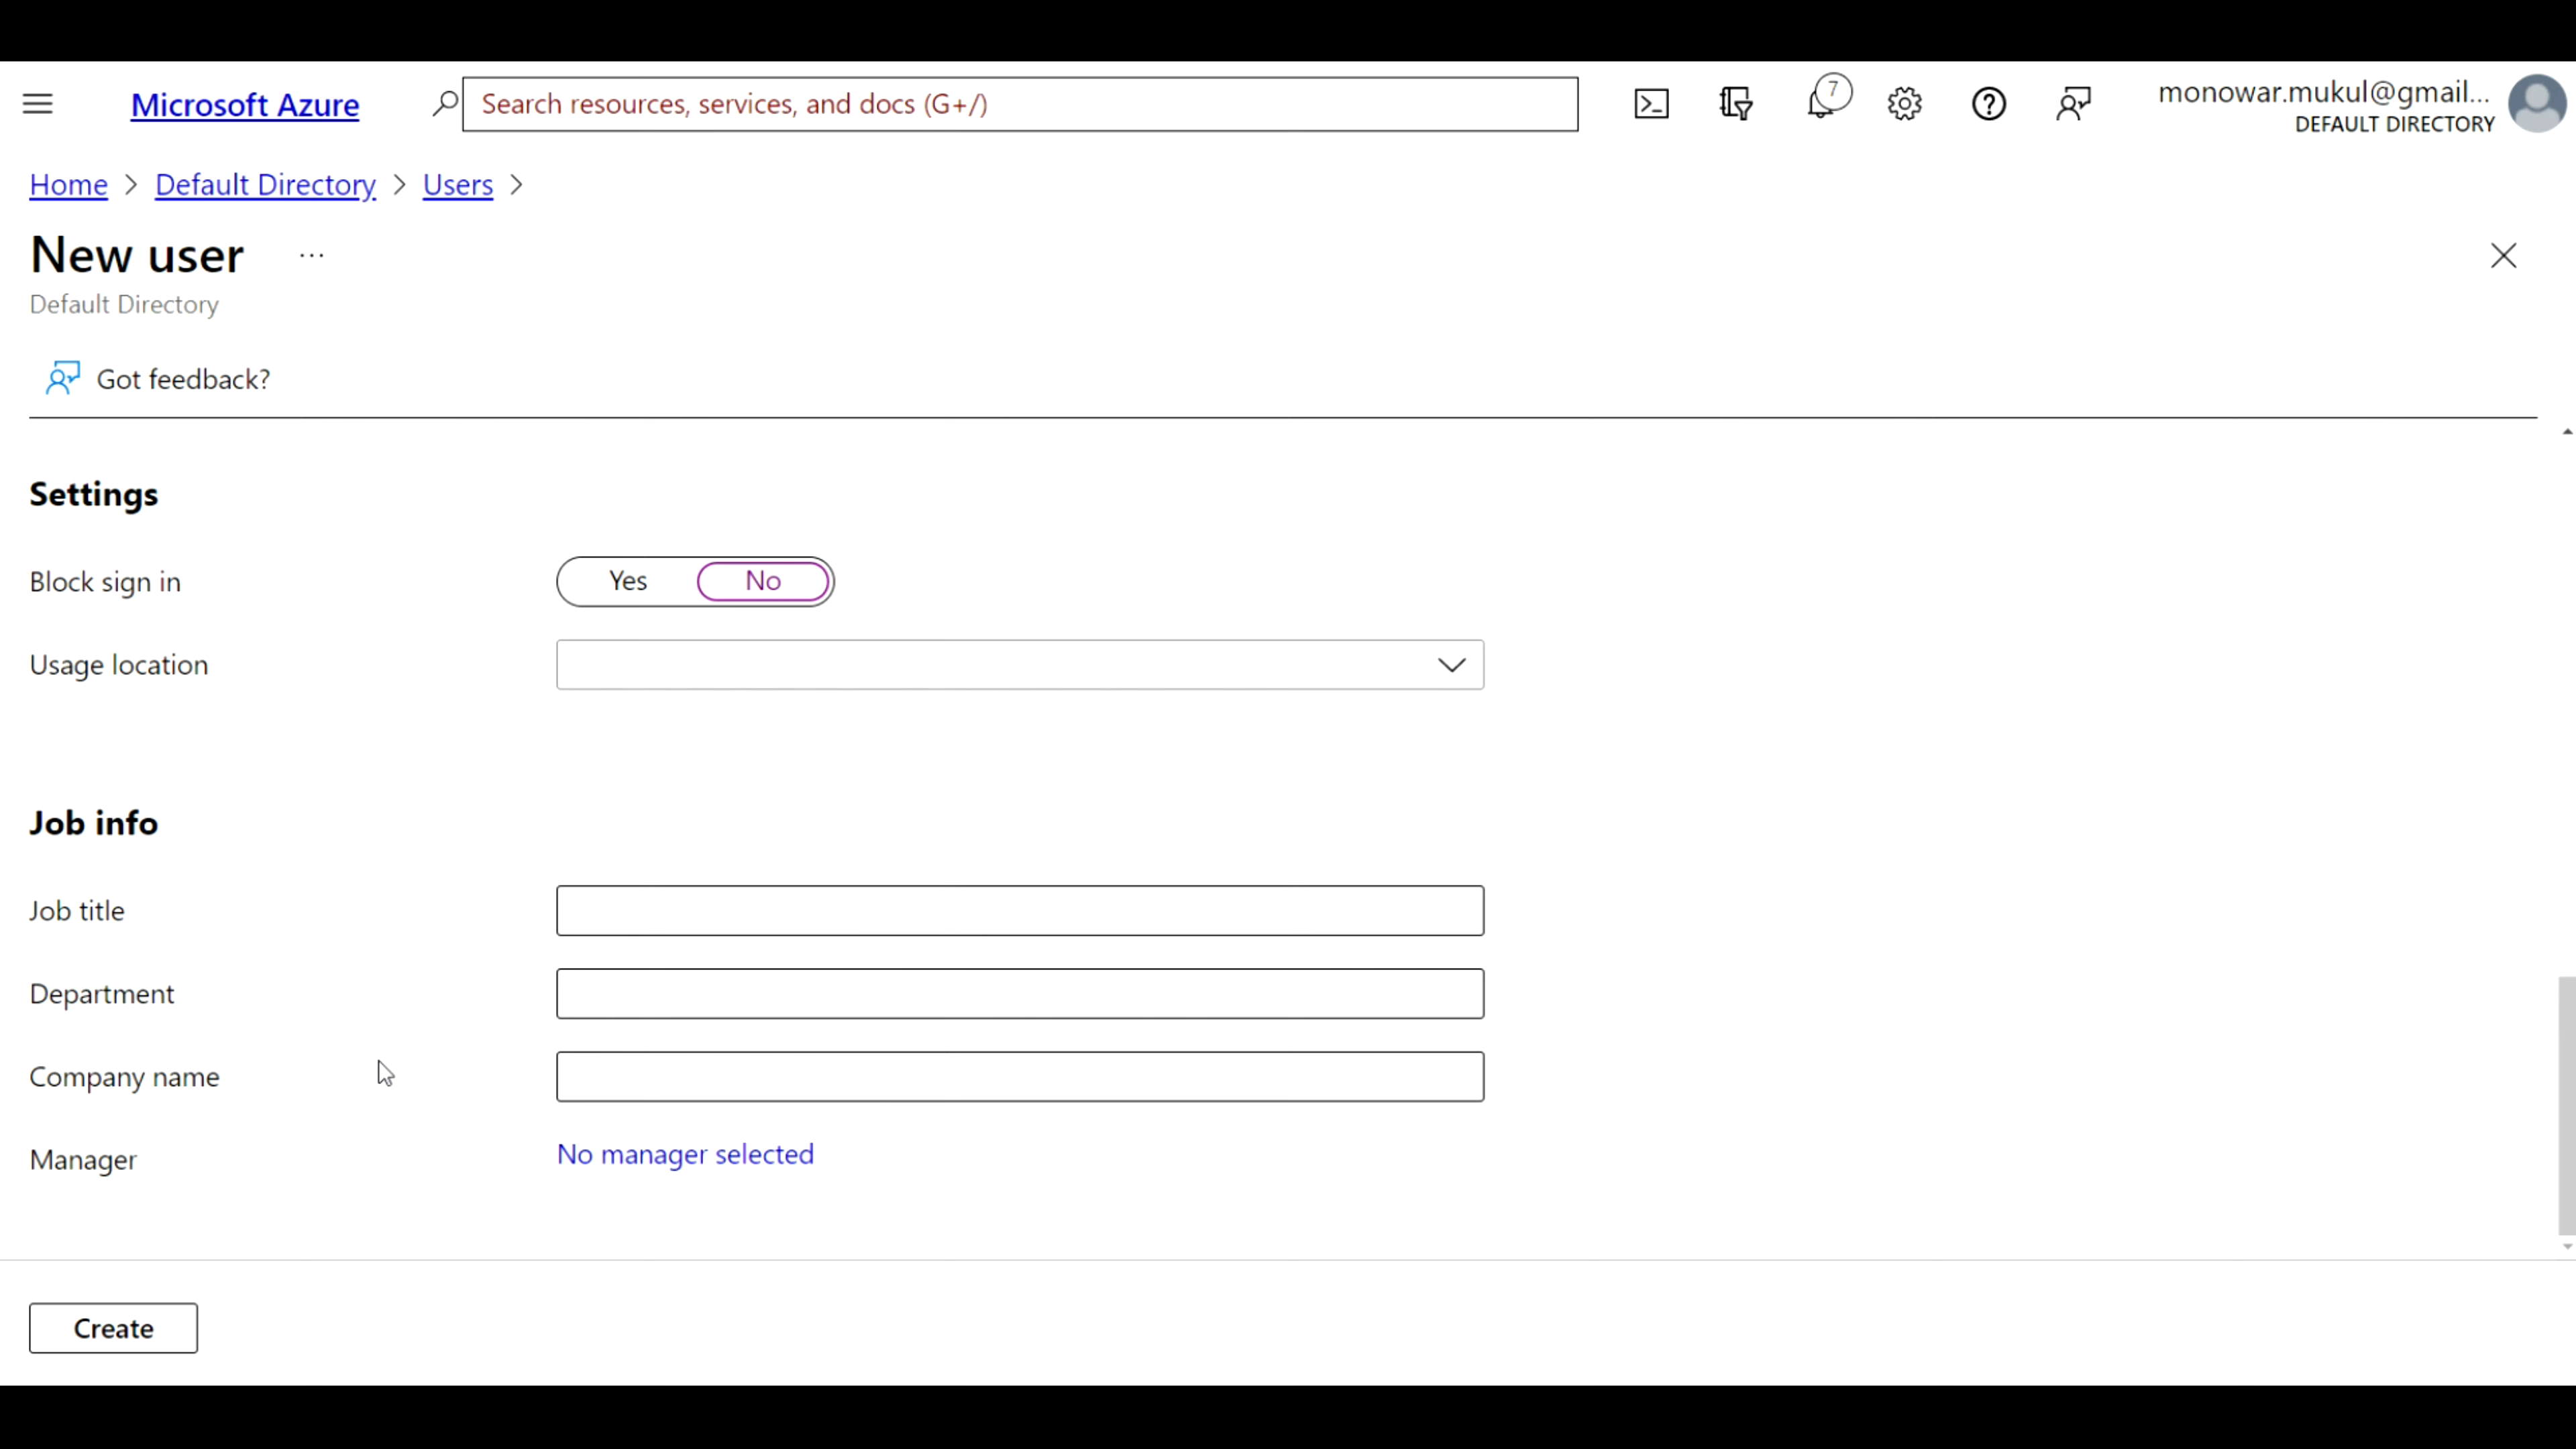 Microsoft Azure
Search resources, services, and docs (G+/)
7
monowar.mukul@gmail...
DEFAULT DIRECTORY
Home > Default Directory > Users >
New user ...
Default Directory
Got feedback?
Settings
Block sign in Yes No
Usage location
Job info
Job title
Department
Company name
Manager No manager selected
Create